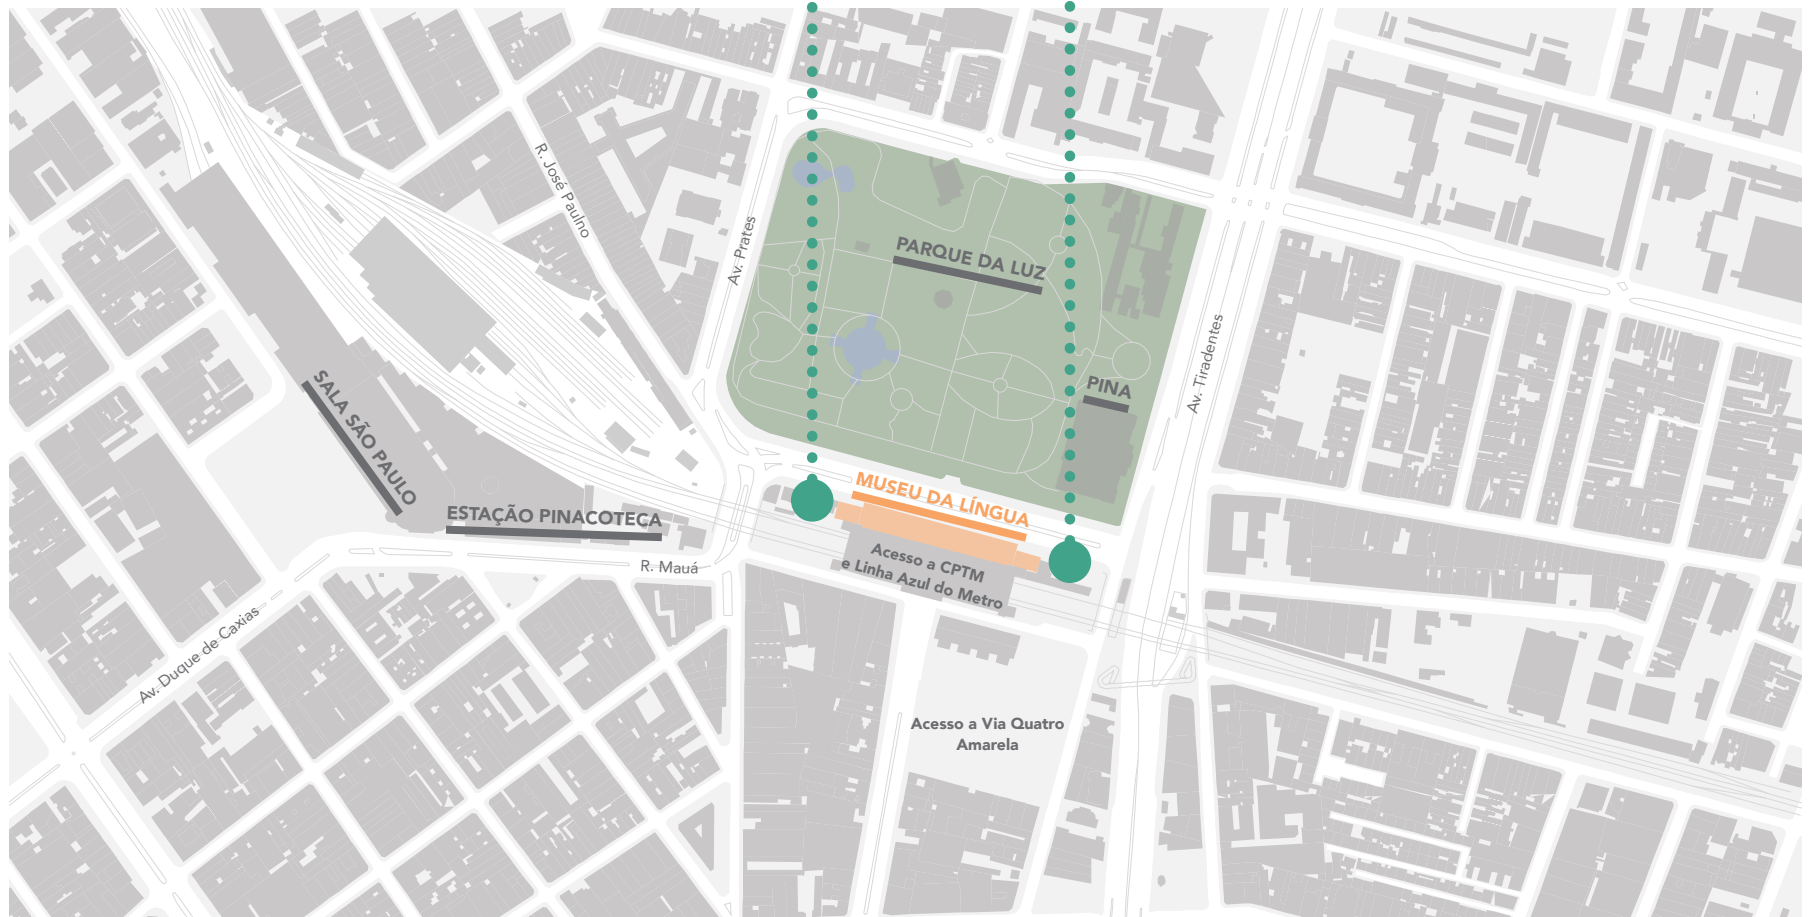 R. José Paulno
Av. Prates
PARQUE DA LUZ
Av. Tiradentes
PINA
SALA SÃO PAULO
ESTAÇÃO PINACOTECA
MUSEU DA LÍNGUA
Acesso a CPTM
e Linha Azul do Metro
R. Mauá
Av. Duque de Caxias
Acesso a Via Quatro
Amarela